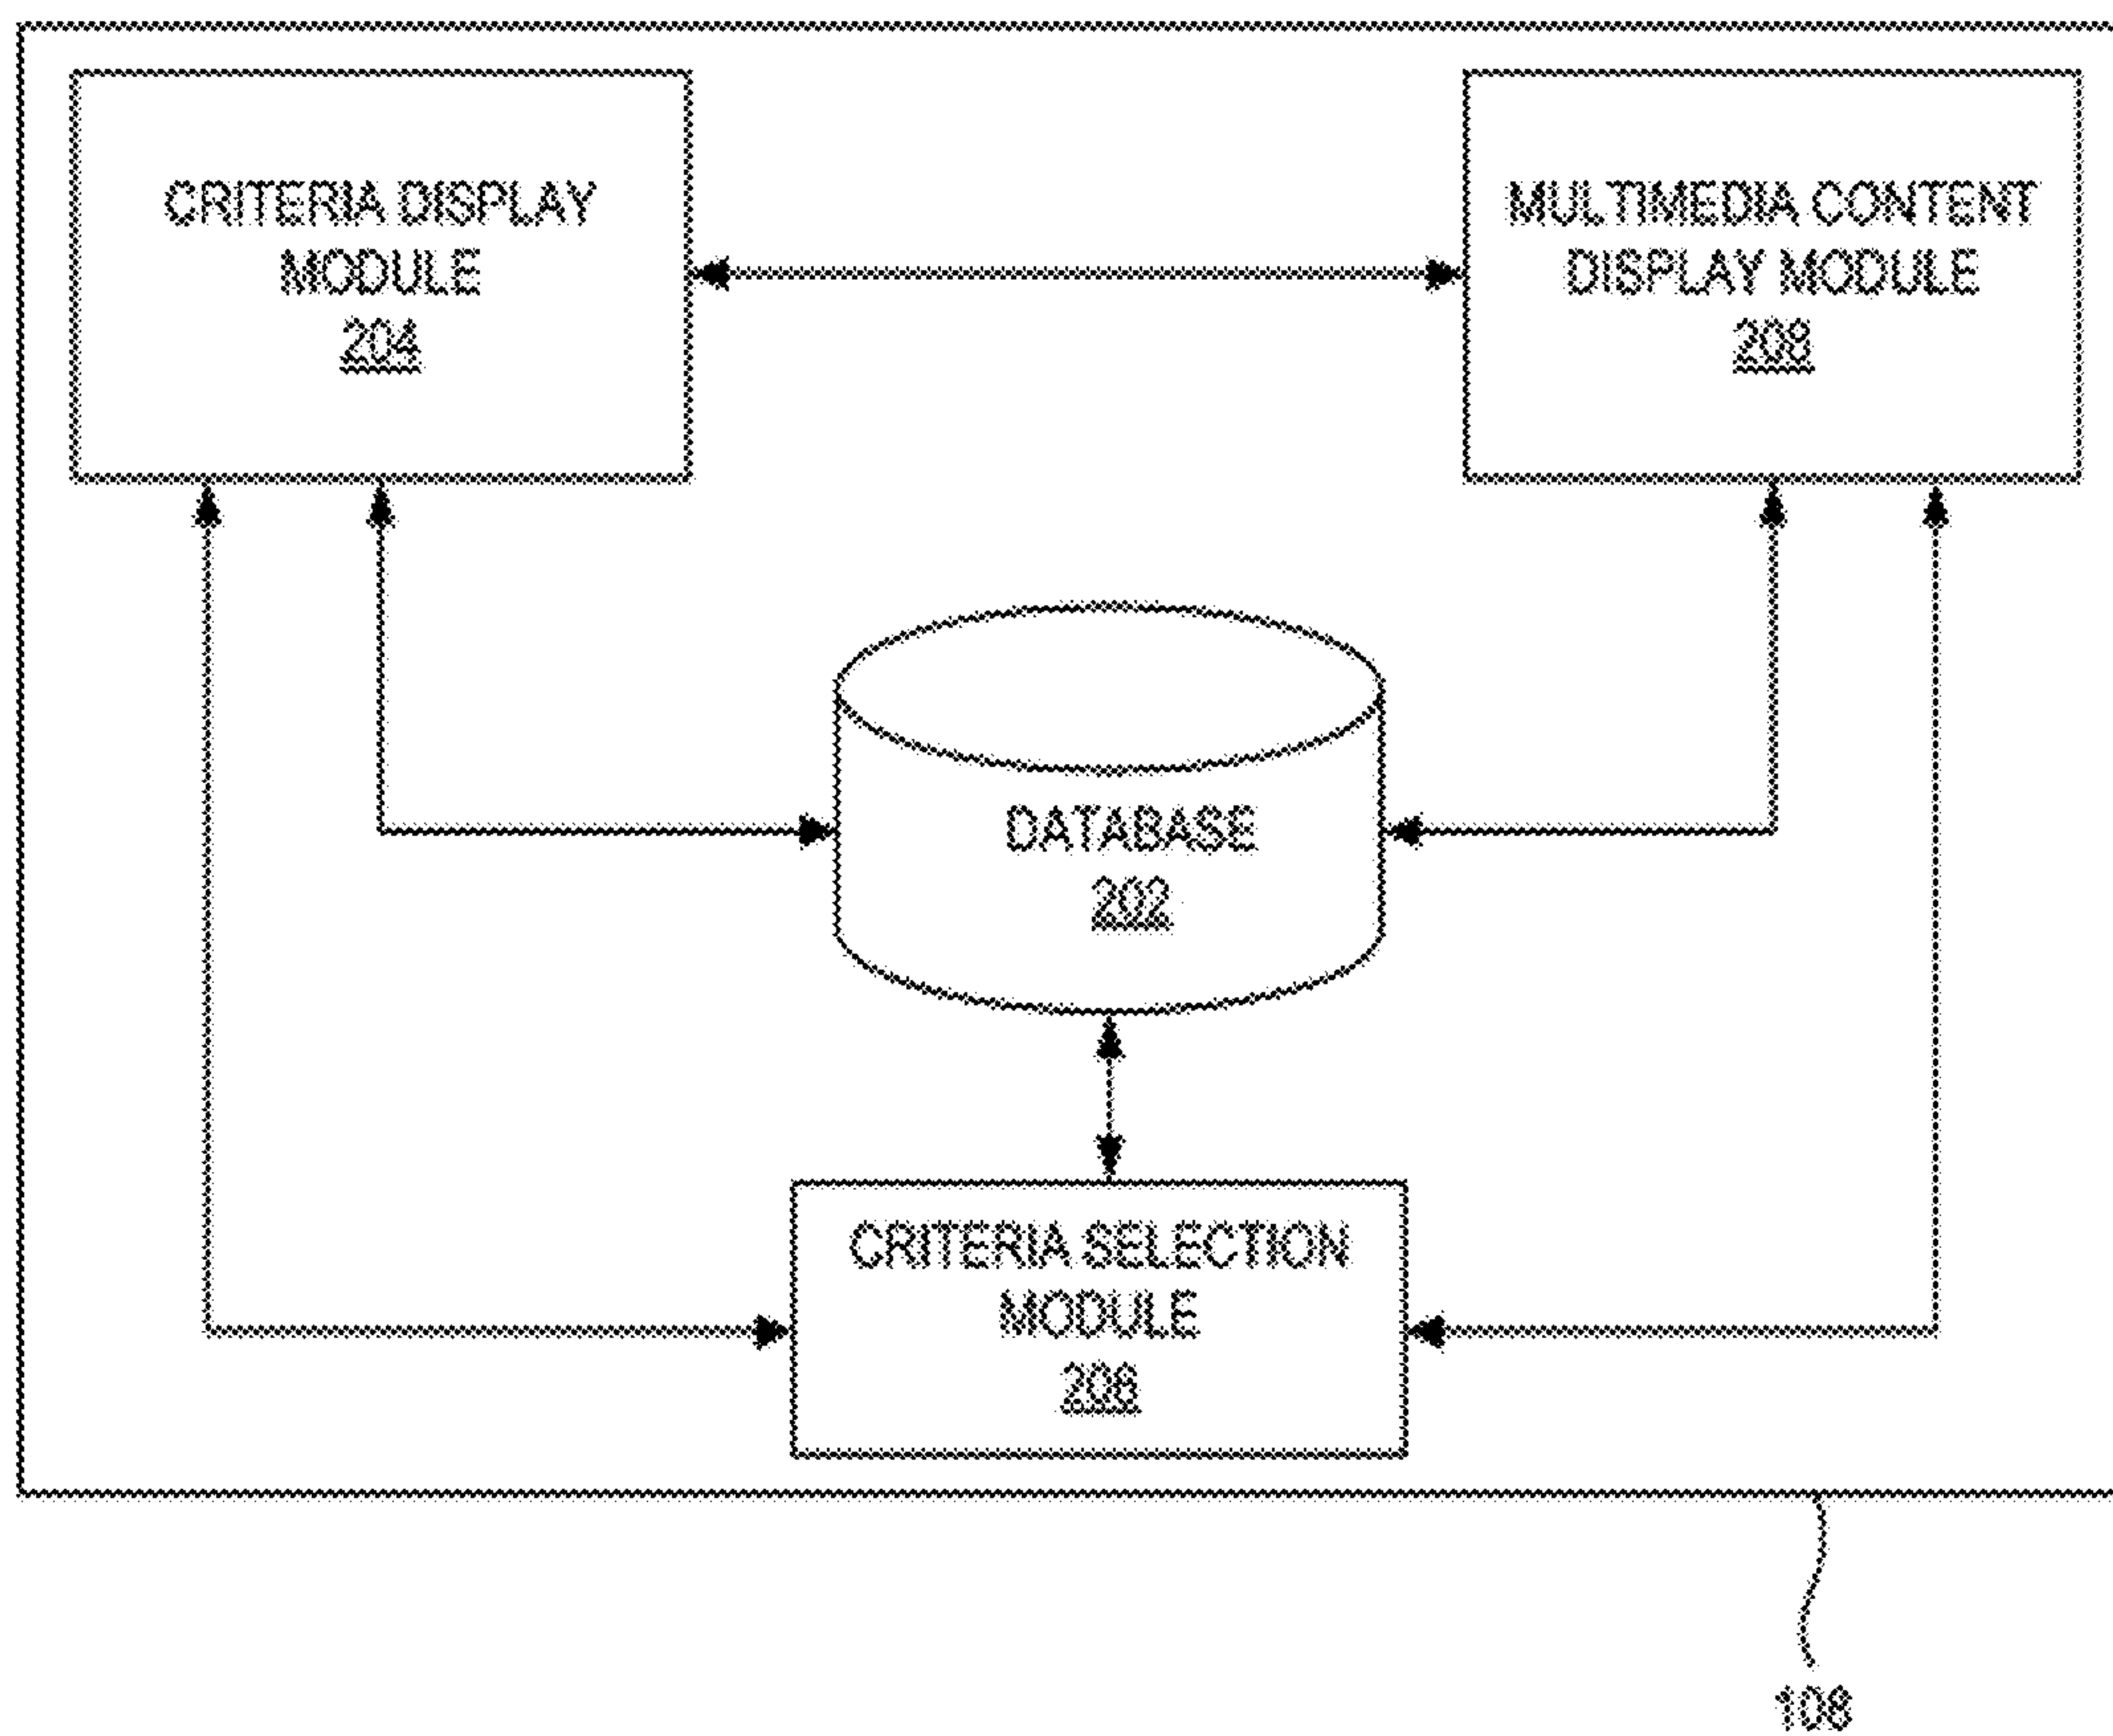 CRITERIA DISPLAY
MODULE
204
MULTIMEDIA CONTENT
DISPLAY MODULE
208
DATABASE
202
CRITERIA SELECTION
MODULE
206
108